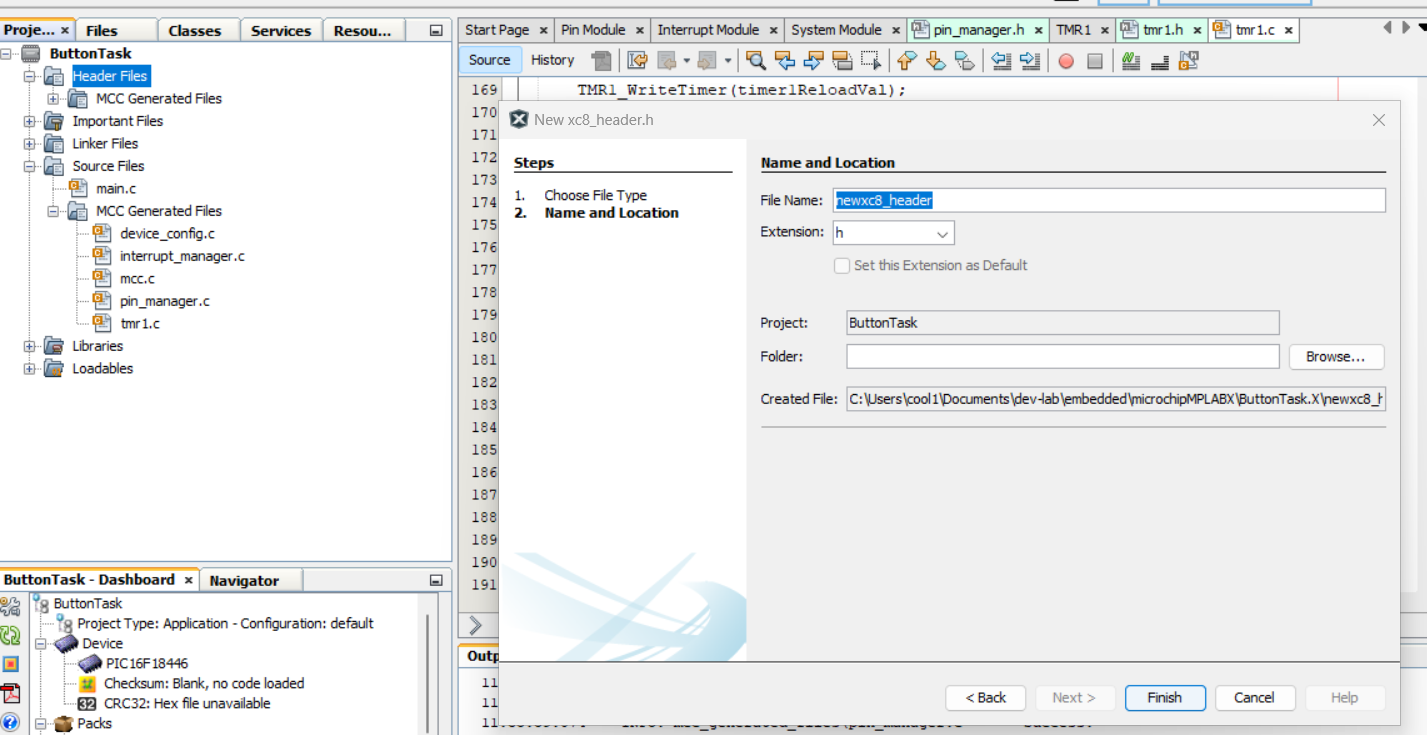 Proje... × Files Classes Services Resou...
ButtonTask
Header Files
MCC Generated Files
Important Files
Linker Files
Source Files
main.c
MCC Generated Files
device_config.c
interrupt_manager.c
mcc.c
pin_manager.c
tmr1.c
Libraries
Loadables
ButtonTask - Dashboard × Navigator
ButtonTask
Project Type: Application - Configuration: default
Device
PIC16F18446
Checksum: Blank, no code loaded
32 CRC32: Hex file unavailable
Packs
Start Page × Pin Module × Interrupt Module × System Module × pin_manager.h × TMR1 × tmr1.h × tmr1.c ×
Source History
169 TMR1_WriteTimer(timer1ReloadVal);
170
171
172
173
174
175
176
177
178
179
180
181
182
183
184
185
186
187
188
189
190
191
New xc8_header.h
Steps
1. Choose File Type
2. Name and Location
Name and Location
File Name: newxc8_header
Extension: h
Set this Extension as Default
Project: ButtonTask
Folder: Browse...
Created File: C:\Users\cool1\Documents\dev-lab\embedded\microchipMPLABX\ButtonTask.X\newxc8_h
< Back Next > Finish Cancel Help
Outp
11
11